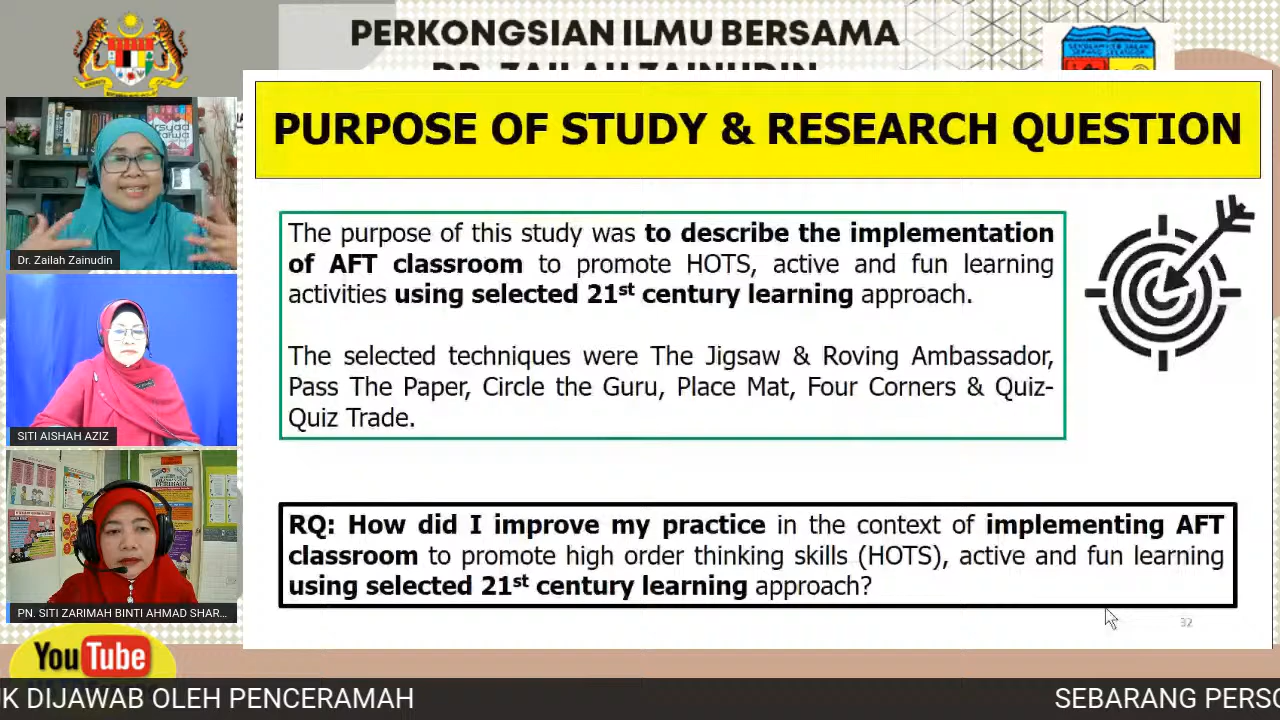 PERKONGSIAN ILMU BERSAMA
DR. ZAILAH ZAINUDIN
PURPOSE OF STUDY & RESEARCH QUESTION
The purpose of this study was to describe the implementation
of AFT classroom to promote HOTS, active and fun learning
activities using selected 21st century learning approach.
The selected techniques were The Jigsaw & Roving Ambassador,
Pass The Paper, Circle the Guru, Place Mat, Four Corners & Quiz-
Quiz Trade.
RQ: How did I improve my practice in the context of implementing AFT
classroom to promote high order thinking skills (HOTS), active and fun learning
using selected 21st century learning approach?
32
Dr. Zailah Zainudin
SITI AISHAH AZIZ
PN. SITI ZARIMAH BINTI AHMAD SHAR...
YouTube
UK DIJAWAB OLEH PENCERAMAH
SEBARANG PERSO